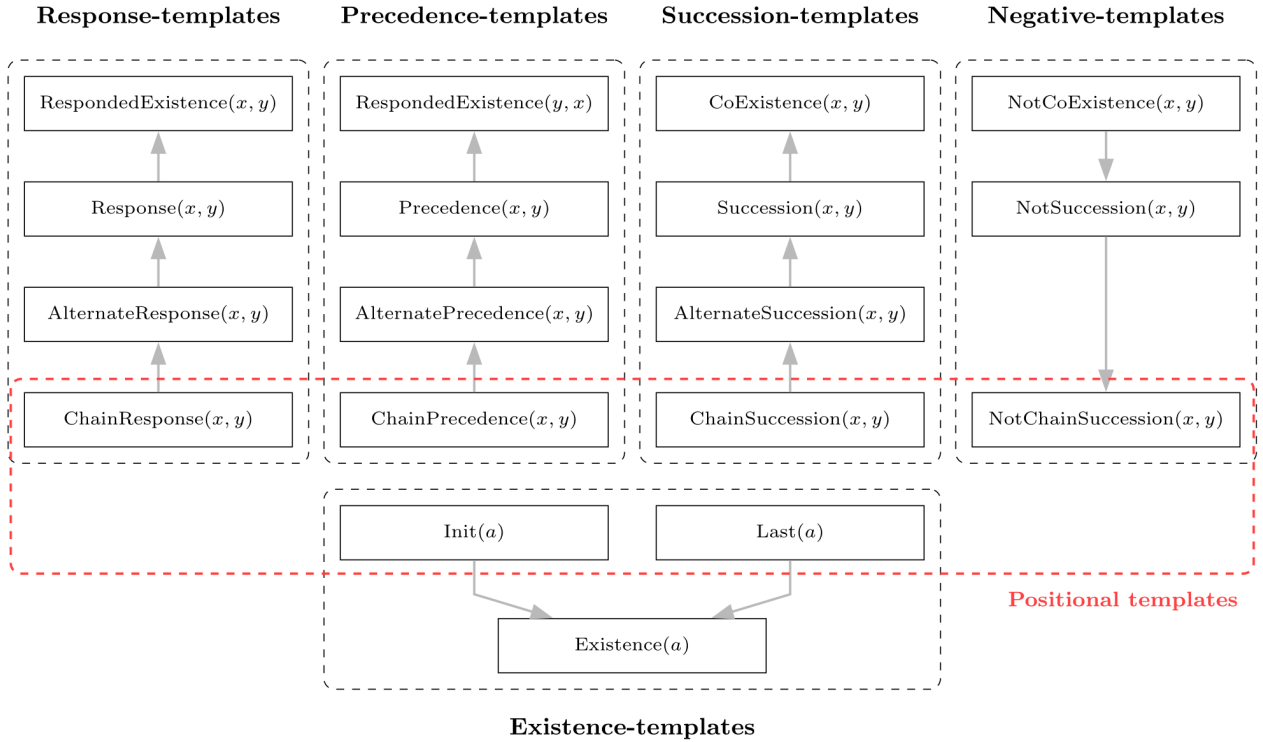 Response-templates
Precedence-templates
Succession-templates
Negative-templates
RespondedExistence(x, y)
RespondedExistence(y, x)
CoExistence(x, y)
NotCoExistence(x, y)
Response(x, y)
Precedence(x, y)
Succession(x, y)
NotSuccession(x, y)
AlternateResponse(x, y)
AlternatePrecedence(x, y)
AlternateSuccession(x, y)
ChainResponse(x, y)
ChainPrecedence(x, y)
ChainSuccession(x, y)
NotChainSuccession(x, y)
Init(a)
Last(a)
Positional templates
Existence(a)
Existence-templates